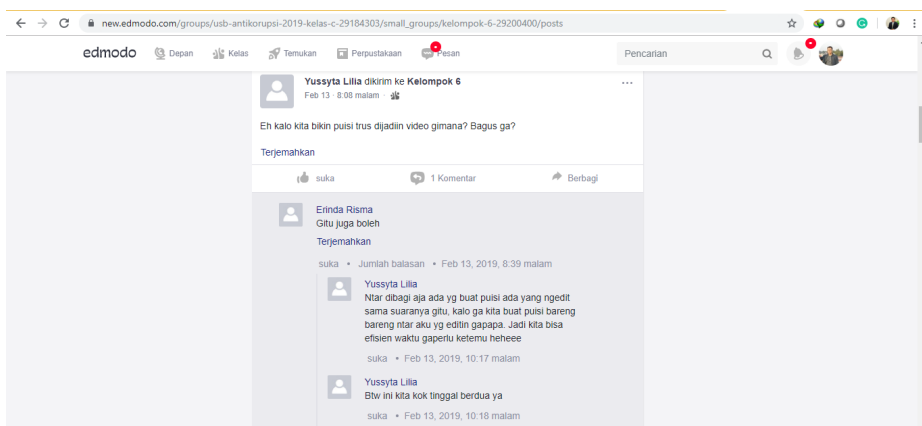 new.edmodo.com/groups/usb-antikorupsi-2019-kelas-c-29184303/small_groups/kelompok-6-29200400/posts
edmodo Depan Kelas Temukan Perpustakaan Pesan Pencarian
Yussyta Lilia dikirim ke Kelompok 6
Feb 13 · 8:08 malam ·
Eh kalo kita bikin puisi trus dijadiin video gimana? Bagus ga?
Terjemahkan
suka 1 Komentar Berbagi
Erinda Risma
Gitu juga boleh
Terjemahkan
suka • Jumlah balasan • Feb 13, 2019, 8:39 malam
Yussyta Lilia
Ntar dibagi aja ada yg buat puisi ada yang ngedit
sama suaranya gitu, kalo ga kita buat puisi bareng
bareng ntar aku yg editin gapapa. Jadi kita bisa
efisien waktu gaperlu ketemu heheee
suka • Feb 13, 2019, 10:17 malam
Yussyta Lilia
Btw ini kita kok tinggal berdua ya
suka • Feb 13, 2019, 10:18 malam